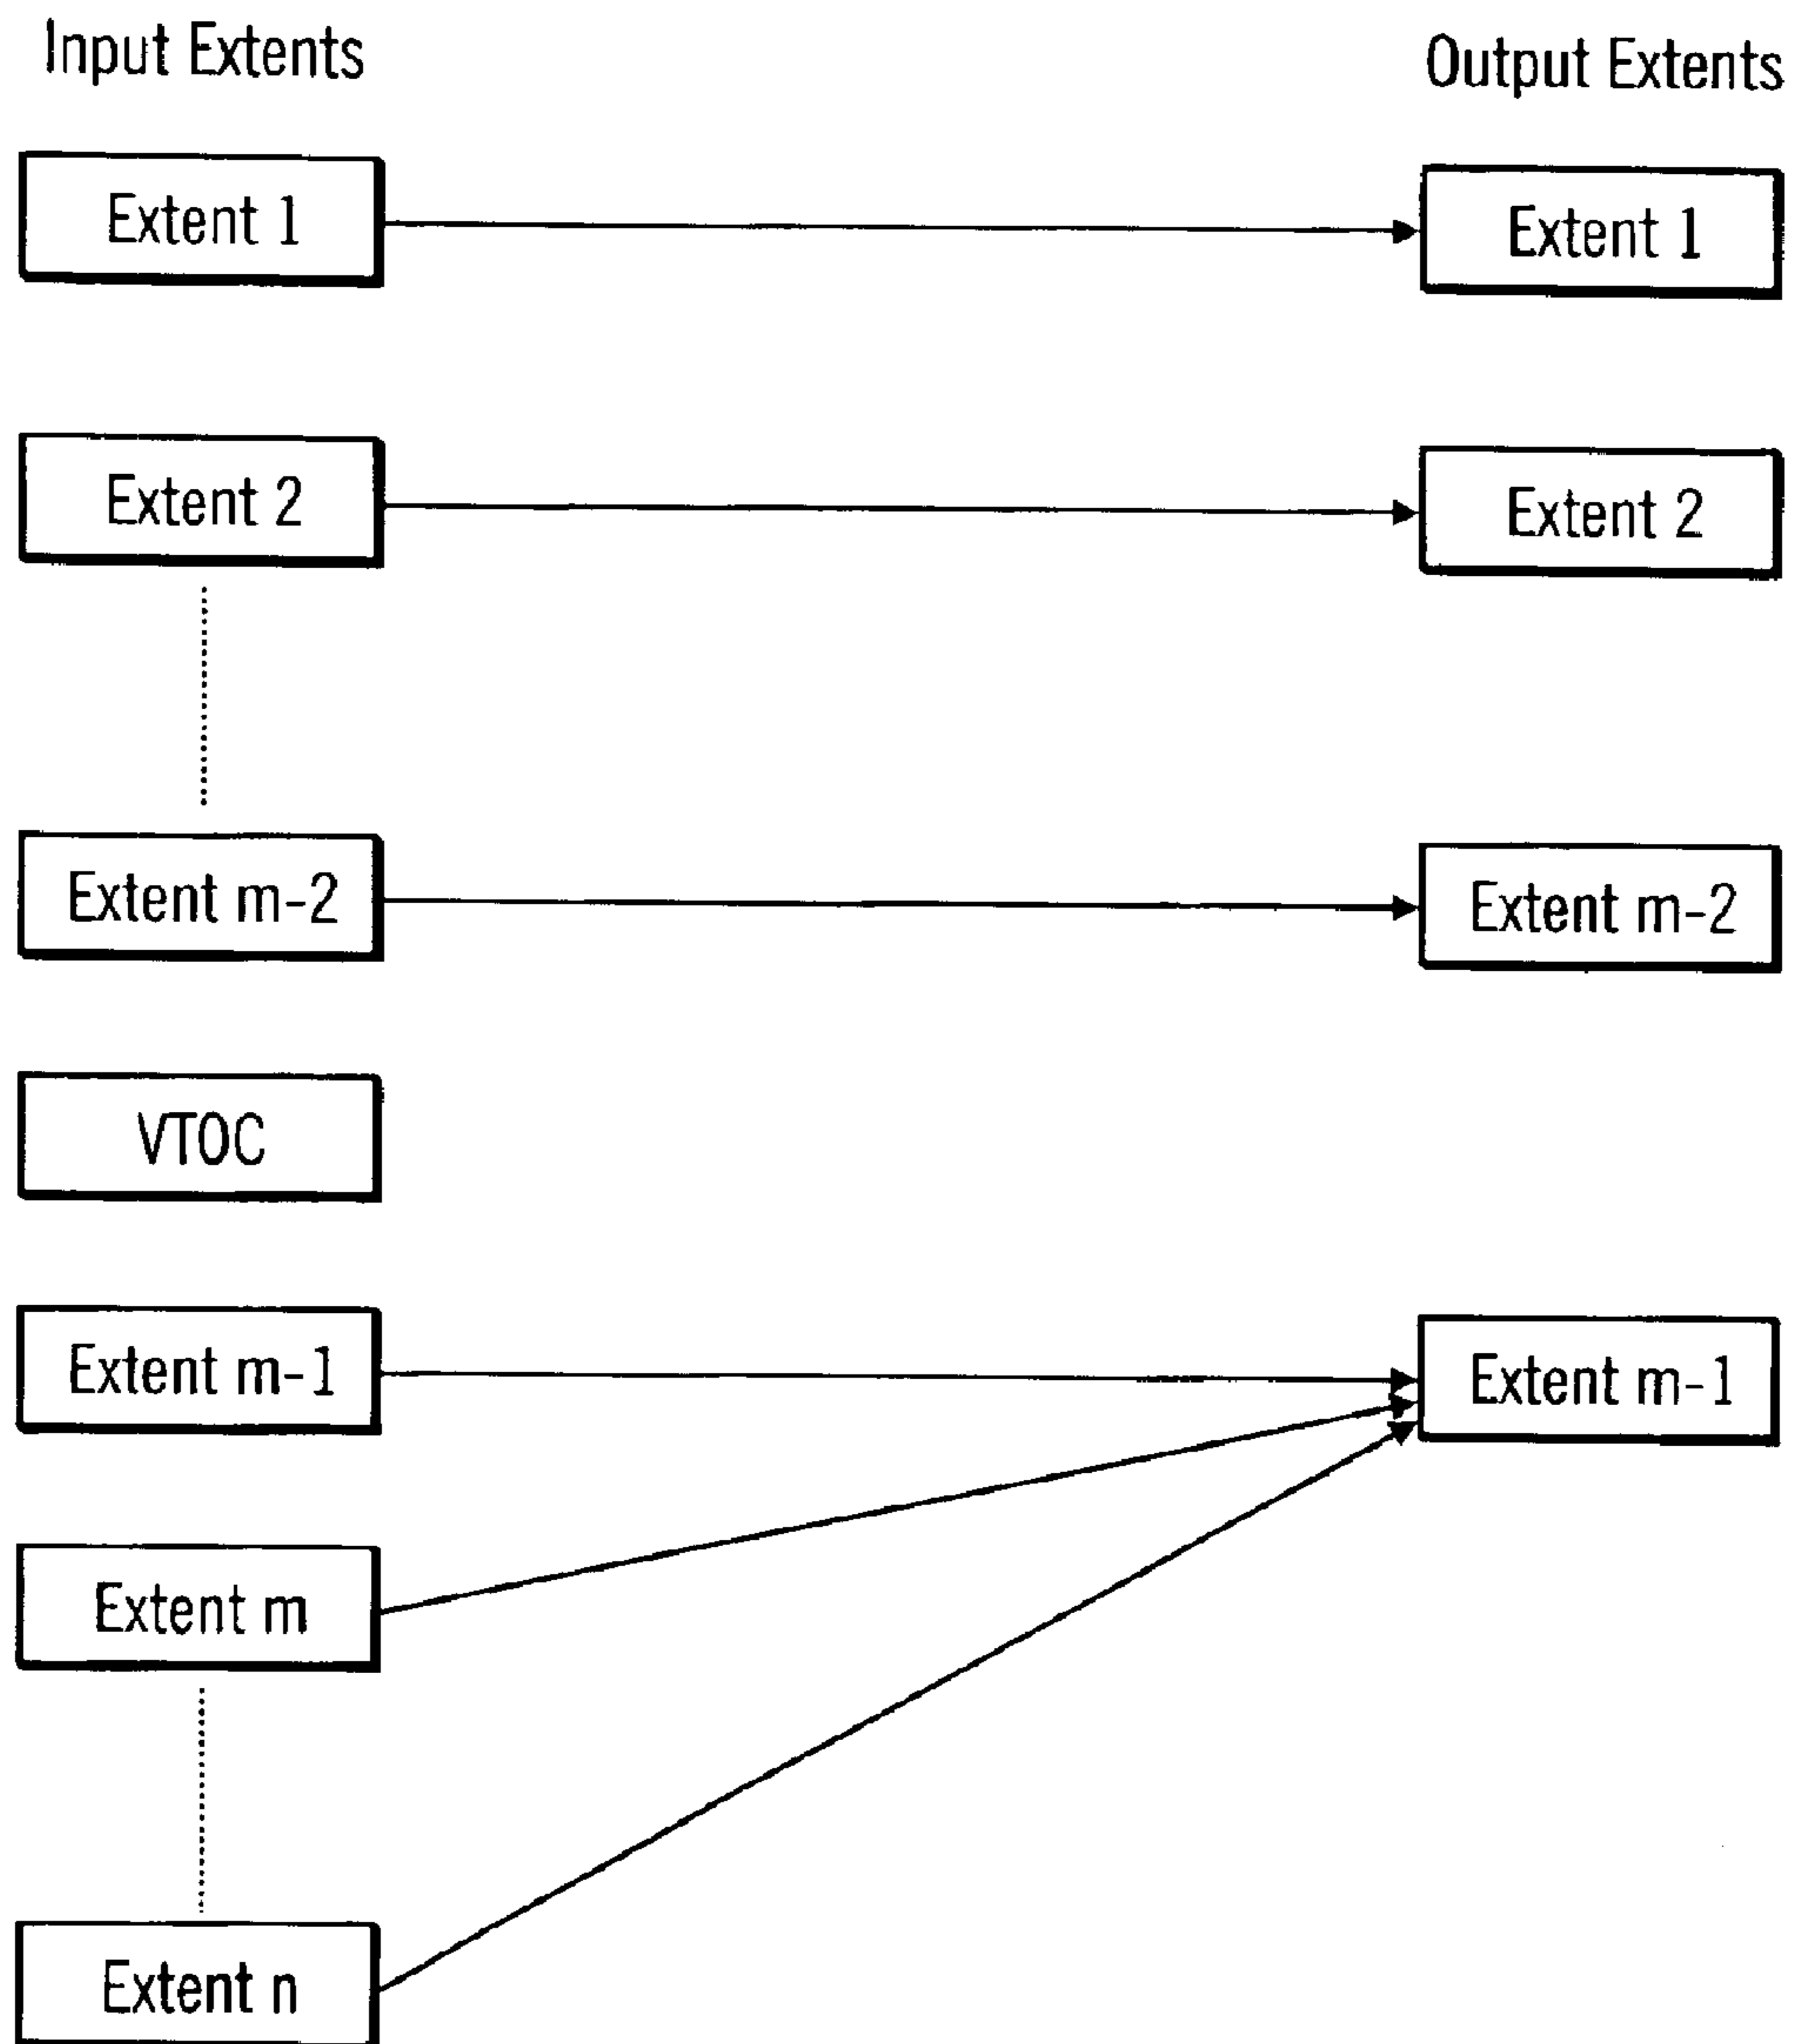 Input Extents
Output Extents
Extent 1
Extent 1
Extent 2
Extent 2
Extent m-2
Extent m-2
VTOC
Extent m-1
Extent m-1
Extent m
Extent n